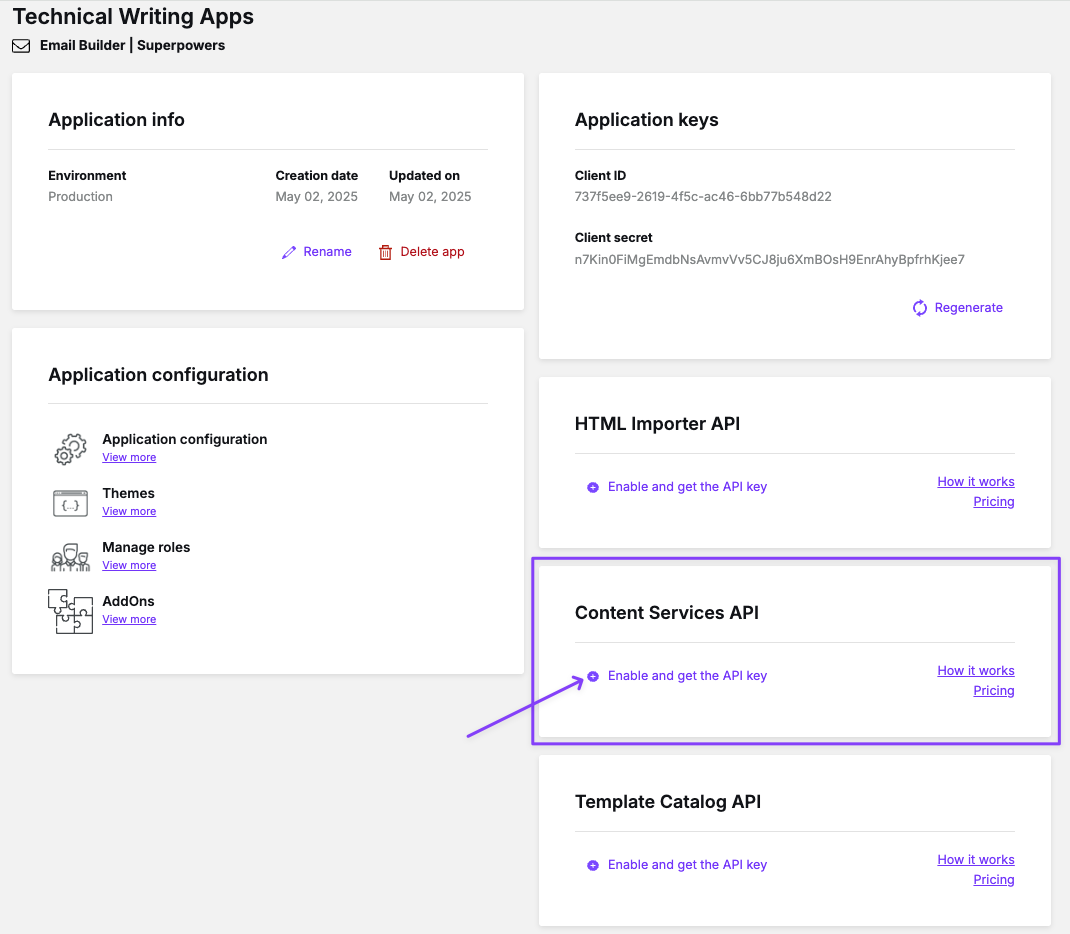 Technical Writing Apps
Email Builder | Superpowers
Application info
Environment
Production
Creation date
May 02, 2025
Updated on
May 02, 2025
Rename
Delete app
Application configuration
Application configuration
View more
{...}
Themes
View more
Manage roles
View more
AddOns
View more
Application keys
Client ID
737f5ee9-2619-4f5c-ac46-6bb77b548d22
Client secret
n7Kin0FiMgEmdbNsAvmvVv5CJ8ju6XmBOsH9EnrAhyBpfrhKjee7
Regenerate
HTML Importer API
Enable and get the API key
How it works
Pricing
Content Services API
Enable and get the API key
How it works
Pricing
Template Catalog API
Enable and get the API key
How it works
Pricing